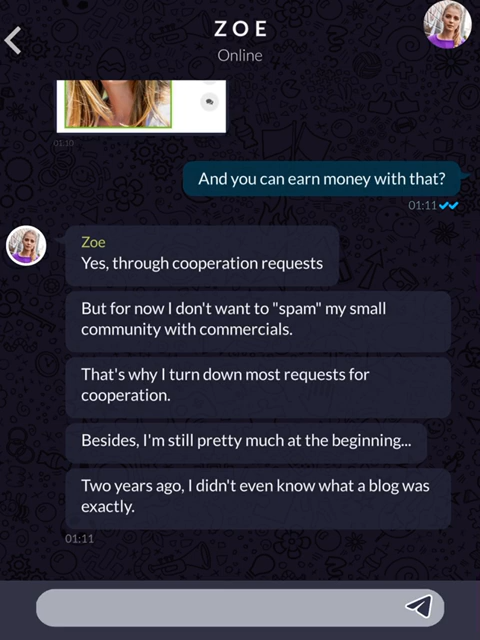 ZOE
Online
01:10
And you can earn money with that?
01:11
Zoe
Yes, through cooperation requests
But for now I don't want to "spam" my small
community with commercials.
That's why I turn down most requests for
cooperation.
Besides, I'm still pretty much at the beginning...
Two years ago, I didn't even know what a blog was
exactly.
01:11